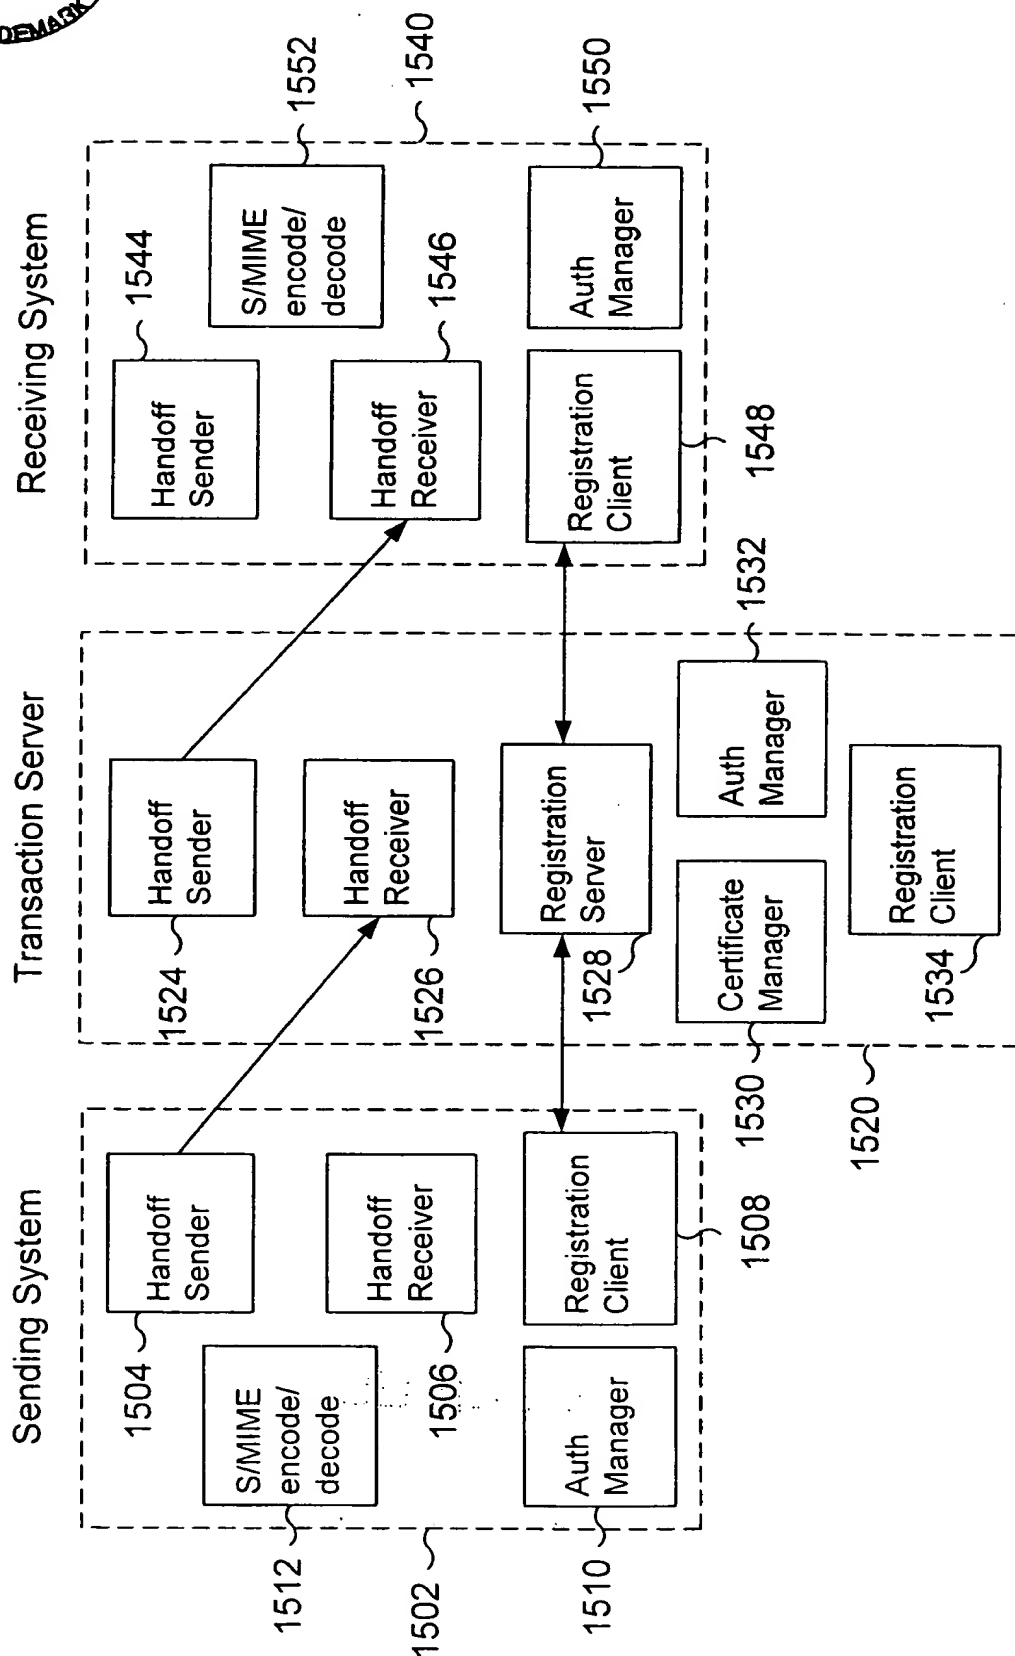 DEMARK
Sending System
Transaction Server
Receiving System
1504
Handoff
Sender
1512
S/MIME
encode/
decode
1502
1506
Handoff
Receiver
1510
Auth
Manager
Registration
Client
1508
1524
Handoff
Sender
1526
Handoff
Receiver
1528
Registration
Server
1530
Certificate
Manager
Auth
Manager
1532
1520
1534
Registration
Client
Handoff
Sender
1544
S/MIME
encode/
decode
1552
1540
Handoff
Receiver
1546
Registration
Client
1548
Auth
Manager
1550